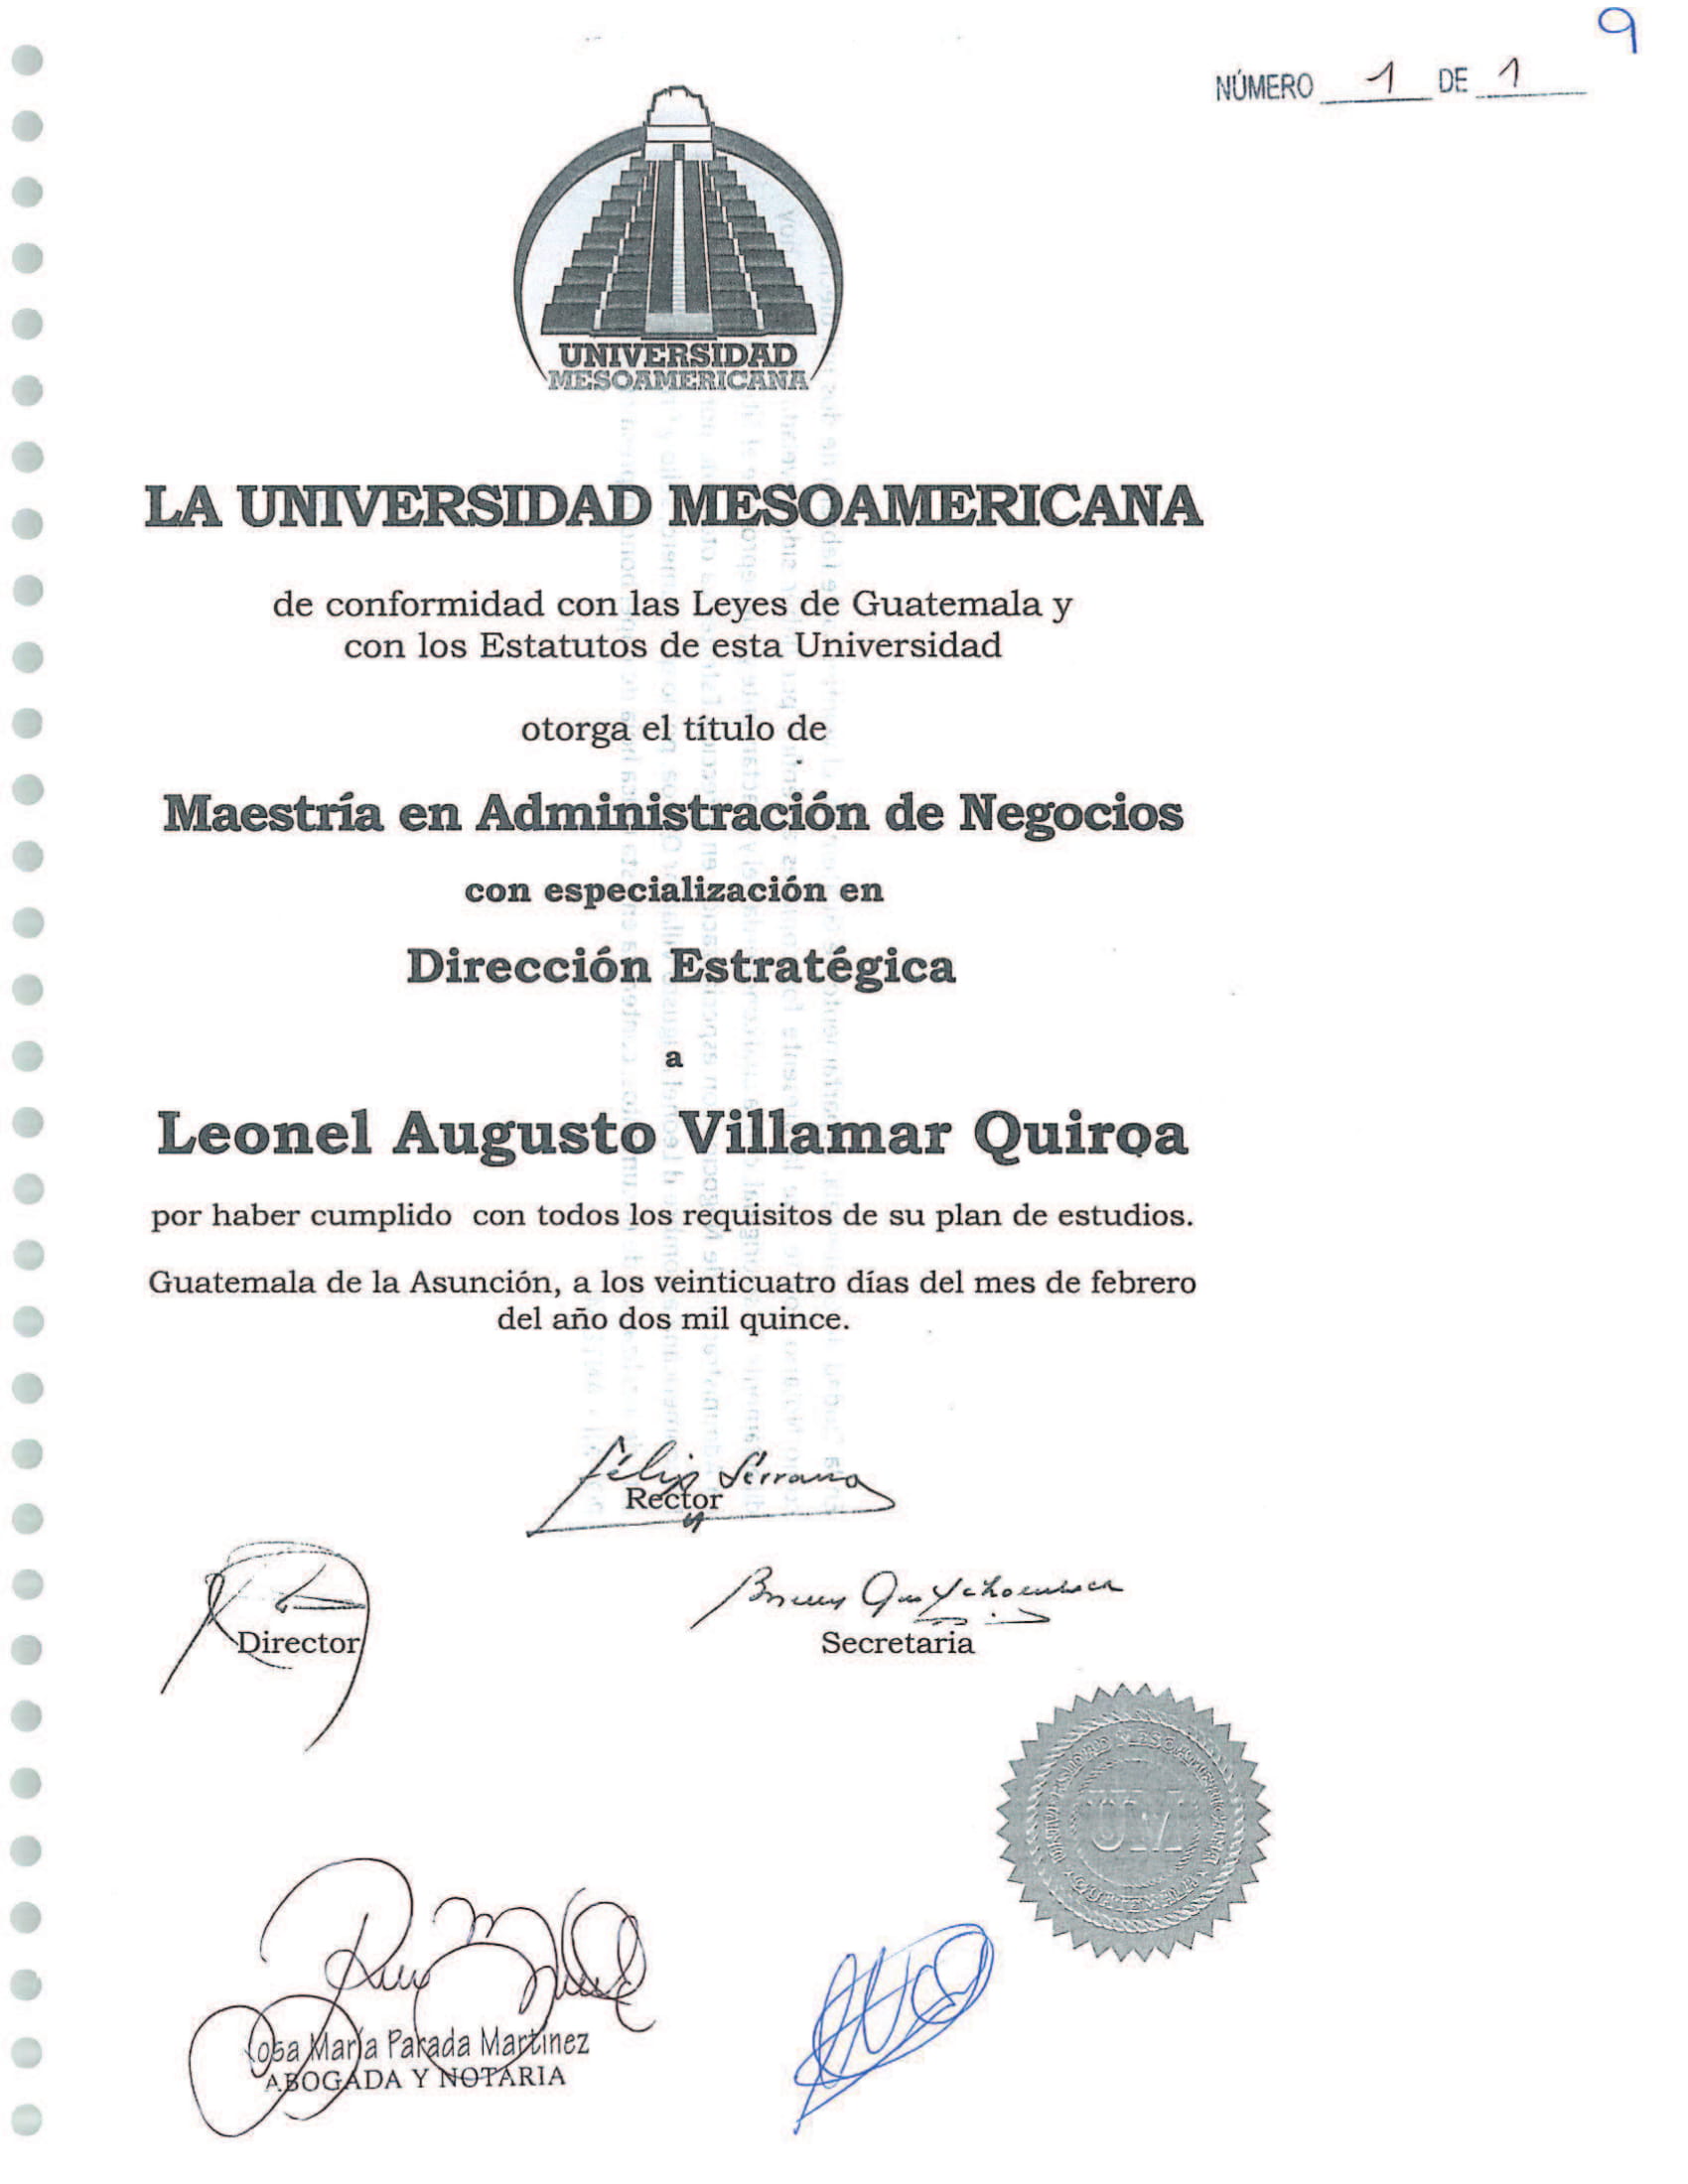 9
NÚMERO 1 DE 1
UNIVERSIDAD
MESOAMERICANA
LA UNIVERSIDAD MESOAMERICANA
de conformidad con las Leyes de Guatemala y
con los Estatutos de esta Universidad
otorga el título de
Maestría en Administración de Negocios
con especialización en
Dirección Estratégica
a
Leonel Augusto Villamar Quiroa
por haber cumplido con todos los requisitos de su plan de estudios.
Guatemala de la Asunción, a los veinticuatro días del mes de febrero
del año dos mil quince.
Félix Serrano
Rector
Director
Secretaria
UNIVERSIDAD MESOAMERICANA
UM
GUATEMALA
Rosa María Parada Martínez
ABOGADA Y NOTARIA